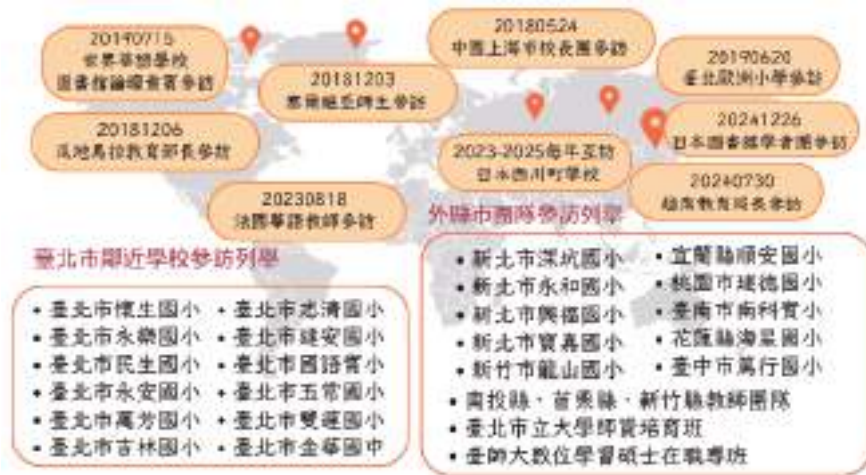 20190715
世界華語學校
圖書館論壇貴賓參訪
20181203
師生參訪
20180524
中國上海市校長團參訪
20190620
臺北歐洲小學參訪
20181206
瓜地馬拉教育部長參訪
2023-2025每年互訪
日本西川町學校
20241226
日本圖書館學者團參訪
20230818
法國華語教師參訪
20240730
越南教育局長參訪
臺北市鄰近學校參訪列舉
• 臺北市懷生國小
• 臺北市永樂國小
• 臺北市民生國小
• 臺北市永安國小
• 臺北市萬芳國小
• 臺北市吉林國小
• 臺北市志清國小
• 臺北市建安國小
• 臺北市國語實小
• 臺北市五常國小
• 臺北市雙蓮國小
• 臺北市金華國中
外縣市團隊參訪列舉
• 新北市深坑國小
• 新北市永和國小
• 新北市興福國小
• 新北市寶嘉國小
• 新竹市龍山國小
• 宜蘭縣順安國小
• 桃園市建德國小
• 臺南市南科實小
• 花蓮縣海星國小
• 臺中市萬行國小
• 南投縣、苗栗縣、新竹縣教師團隊
• 臺北市立大學師資培育班
• 臺師大數位學習碩士在職專班